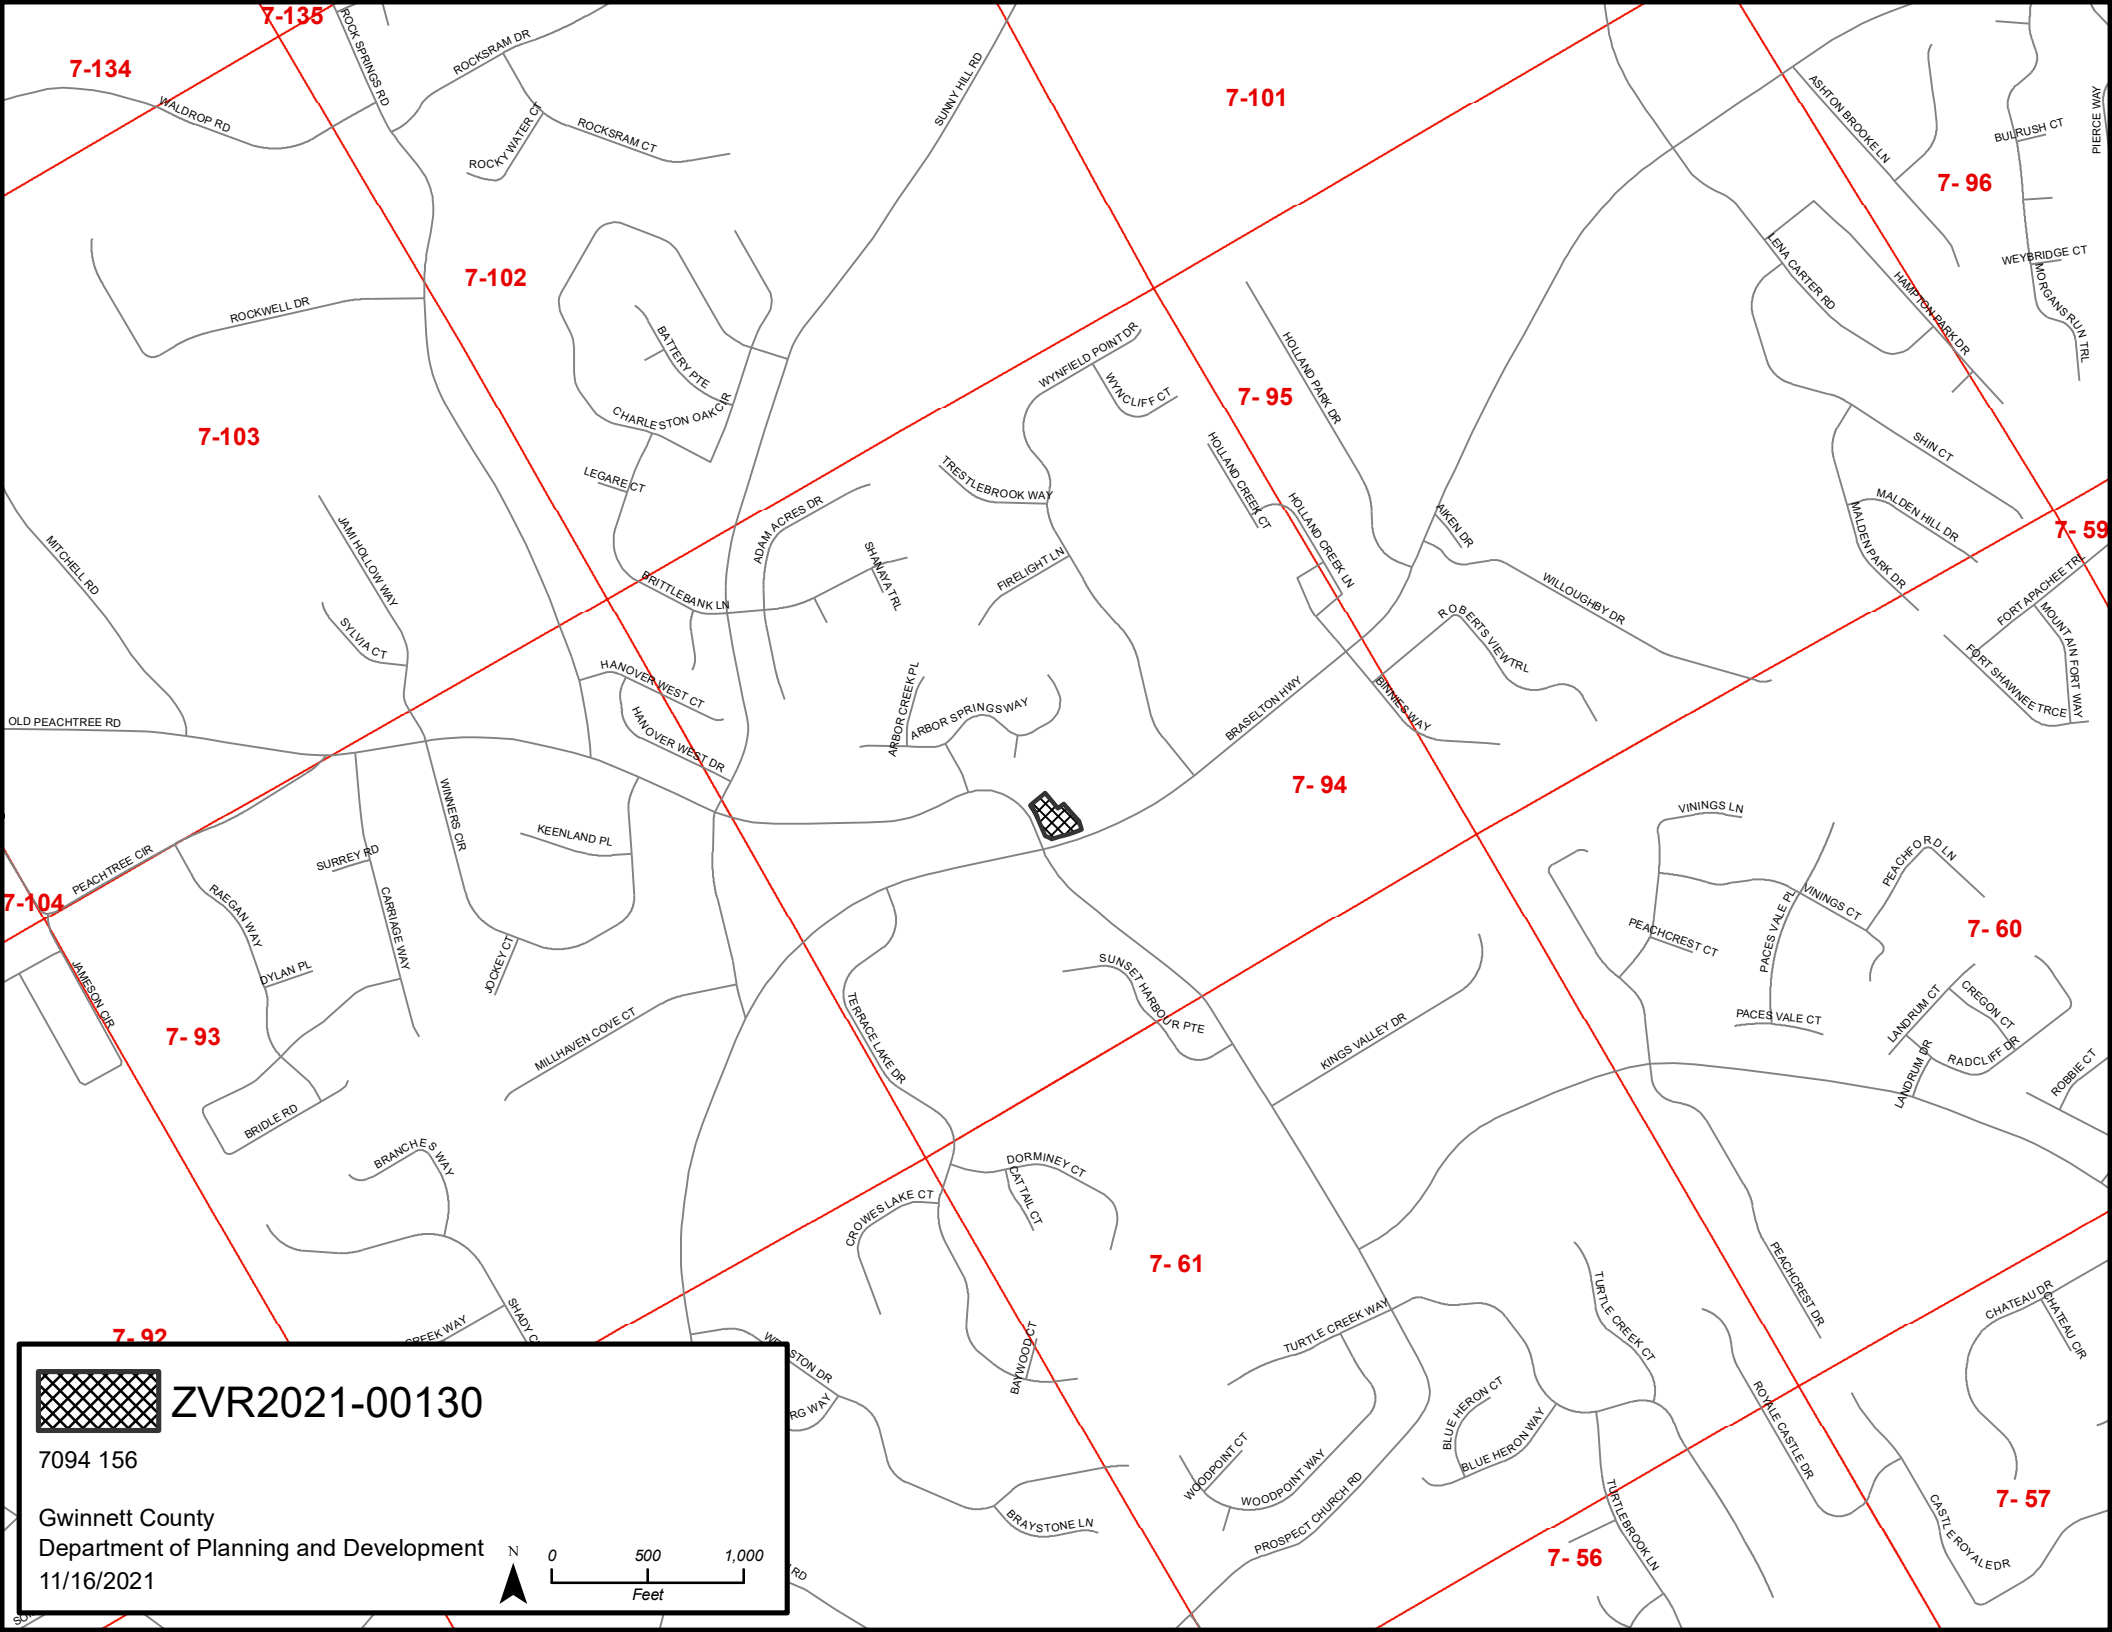 7-135
7-134
ROCK SPRINGS RD
ROCKSRAM DR
WALDROP RD
ROCKY WATER CT
ROCKSRAM CT
SUNNY HILL RD
7-101
ASHTON BROOKE LN
BULRUSH CT
PIERCE WAY
7- 96
WEYBRIDGE CT
MORGANS RUN TRL
LENA CARTER RD
HAMPTON PARK DR
7-102
ROCKWELL DR
BATTERY PTE
CHARLESTON OAK CIR
LEGARE CT
WYNFIELD POINT DR
WYNCLIFF CT
HOLLAND PARK DR
7- 95
7-103
HOLLAND CREEK CT
HOLLAND CREEK LN
TRESTLEBROOK WAY
ADAM ACRES DR
SHANAYA TRL
FIRELIGHT LN
AIKEN DR
WILLOUGHBY DR
SHIN CT
MALDEN HILL DR
MALDEN PARK DR
7- 59
FORT APACHEE TRL
MOUNTAIN FORT WAY
FORT SHAWNEE TRCE
MITCHELL RD
JAMI HOLLOW WAY
SYLVIA CT
BRITTLEBANK LN
HANOVER WEST CT
HANOVER WEST DR
ARBOR CREEK PL
ARBOR SPRINGS WAY
ROBERTS VIEW TRL
BINNIES WAY
BRASELTON HWY
OLD PEACHTREE RD
7- 94
VININGS LN
WINNERS CIR
KEENLAND PL
PEACHTREE CIR
SURREY RD
CARRIAGE WAY
RAEGAN WAY
7-104
DYLAN PL
JOCKEY CT
JAMESON CIR
7- 93
MILLHAVEN COVE CT
TERRACE LAKE DR
SUNSET HARBOUR PTE
KINGS VALLEY DR
PEACHFORD LN
VININGS CT
PACES VALE PL
PEACHCREST CT
PACES VALE CT
7- 60
LANDRUM CT
CREGON CT
RADCLIFF DR
LANDRUM DR
ROBBIE CT
BRIDLE RD
BRANCHES WAY
DORMINEY CT
CATTAIL CT
CROWES LAKE CT
7- 61
PEACHCREST DR
TURTLE CREEK CT
TURTLE CREEK WAY
CHATEAU DR
CHATEAU CIR
7- 92
CREEK WAY
SHADY C
STON DR
RG WAY
BAYWOOD CT
BLUE HERON CT
BLUE HERON WAY
WOODPOINT CT
WOODPOINT WAY
PROSPECT CHURCH RD
ROYALE CASTLE DR
TURTLEBROOK LN
CASTLE ROYALE DR
7- 57
7- 56
BRAYSTONE LN
RD
ZVR2021-00130
7094 156
Gwinnett County
Department of Planning and Development
11/16/2021
N
0 500 1,000
Feet